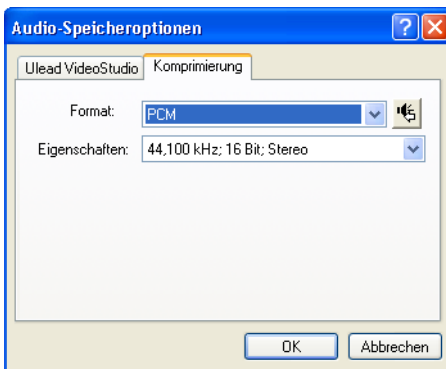 Audio-Speicheroptionen
Ulead VideoStudio Komprimierung
Format: PCM
Eigenschaften: 44,100 kHz; 16 Bit; Stereo
OK Abbrechen